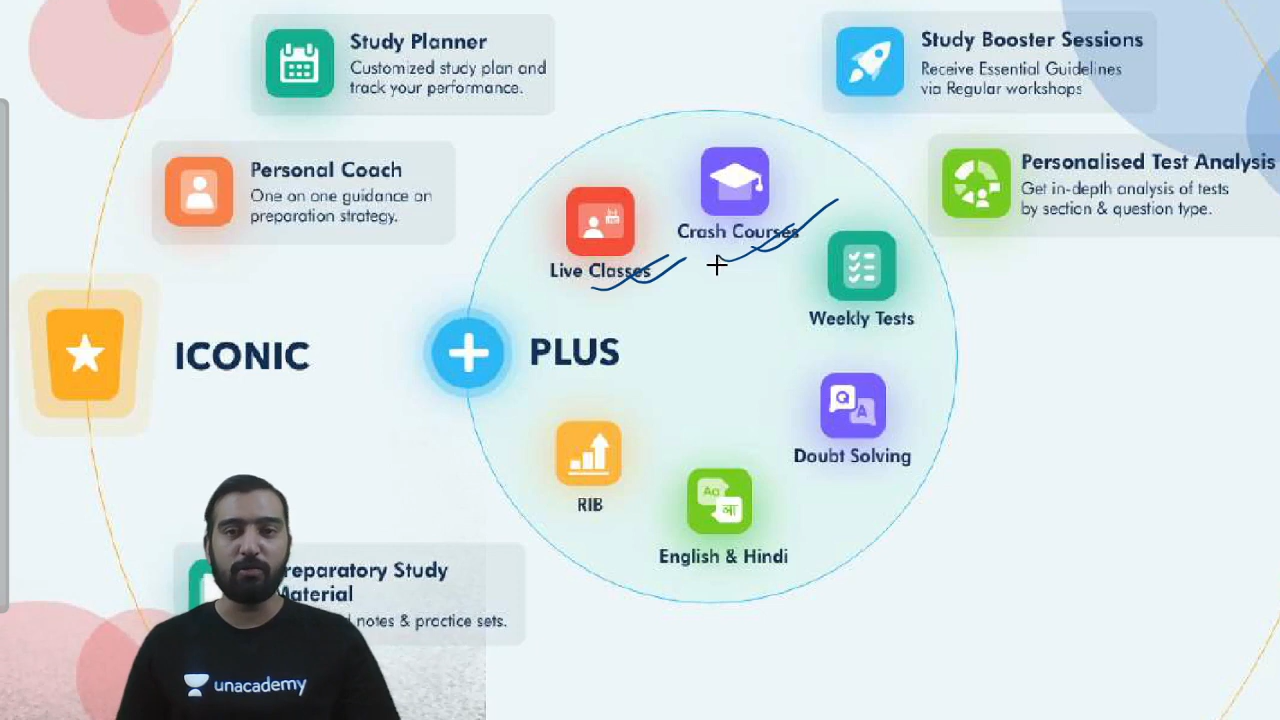 Study Planner
Customized study plan and
track your performance.
Study Booster Sessions
Receive Essential Guidelines
via Regular workshops
Personal Coach
One on one guidance on
preparation strategy.
Personalised Test Analysis
Get in-depth analysis of tests
by section & question type.
Crash Courses
Live Classes
Weekly Tests
ICONIC
PLUS
Q
A
Doubt Solving
RIB
Aa
अा
English & Hindi
reparatory Study
Material
notes & practice sets.
unacademy